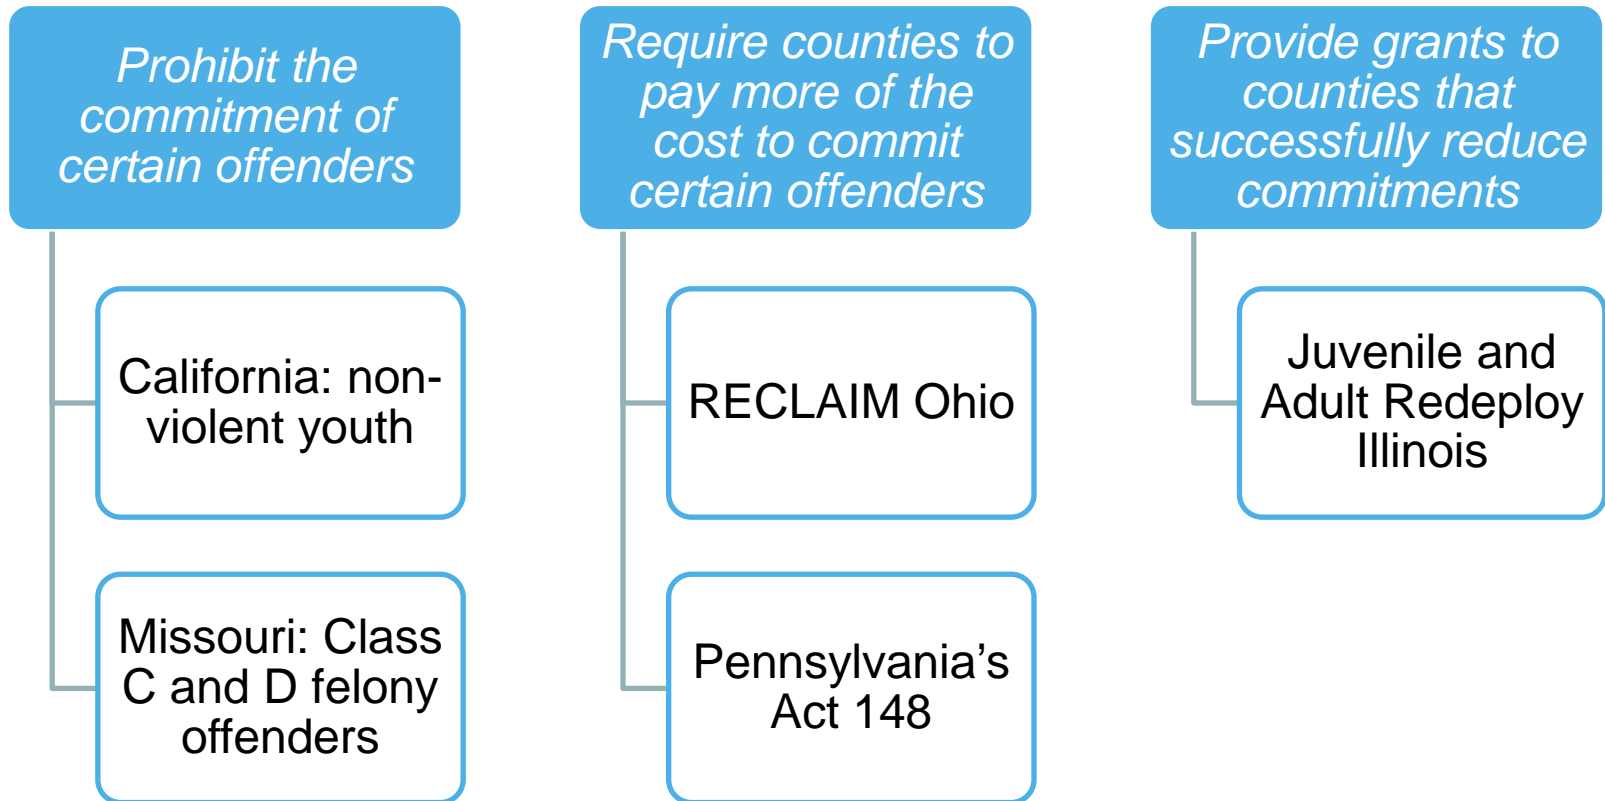 Prohibit the
commitment of
certain offenders
California: non-
violent youth
Missouri: Class
C and D felony
offenders
Require counties to
pay more of the
cost to commit
certain offenders
RECLAIM Ohio
Pennsylvania’s
Act 148
Provide grants to
counties that
successfully reduce
commitments
Juvenile and
Adult Redeploy
Illinois